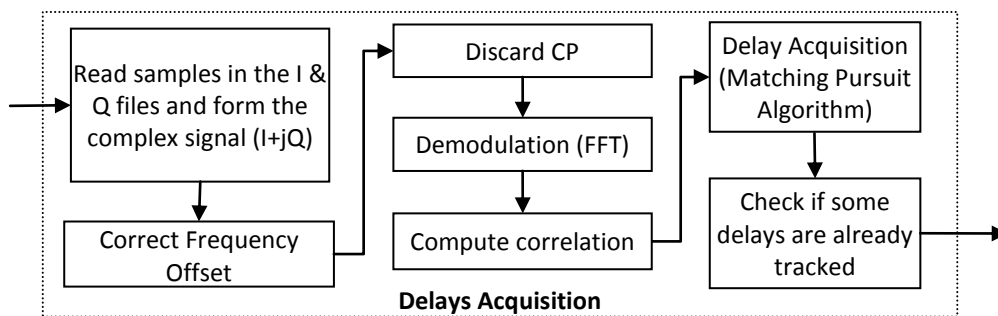 Read samples in the I &
Q files and form the
complex signal (I+jQ)
Correct Frequency
Offset
Discard CP
Demodulation (FFT)
Compute correlation
Delay Acquisition
(Matching Pursuit
Algorithm)
Check if some
delays are already
tracked
Delays Acquisition